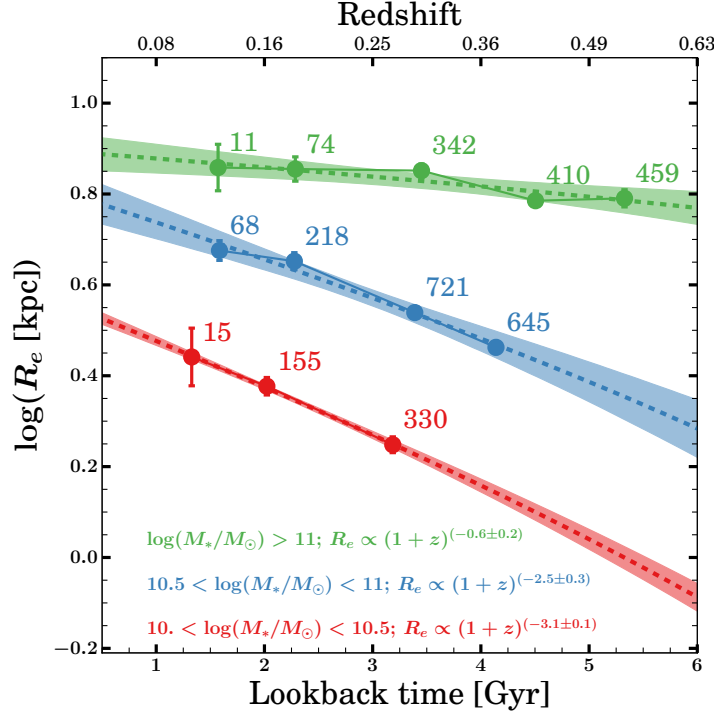 Redshift
0.08 0.16 0.25 0.36 0.49 0.63
log(R_e [kpc])
1.0
0.8
0.6
0.4
0.2
0.0
−0.2
11 74 342 410 459
68 218 721 645
15 155 330
log(M_*/M_⊙) > 11; R_e ∝ (1 + z)^(−0.6±0.2)
10.5 < log(M_*/M_⊙) < 11; R_e ∝ (1 + z)^(−2.5±0.3)
10. < log(M_*/M_⊙) < 10.5; R_e ∝ (1 + z)^(−3.1±0.1)
1 2 3 4 5 6
Lookback time [Gyr]